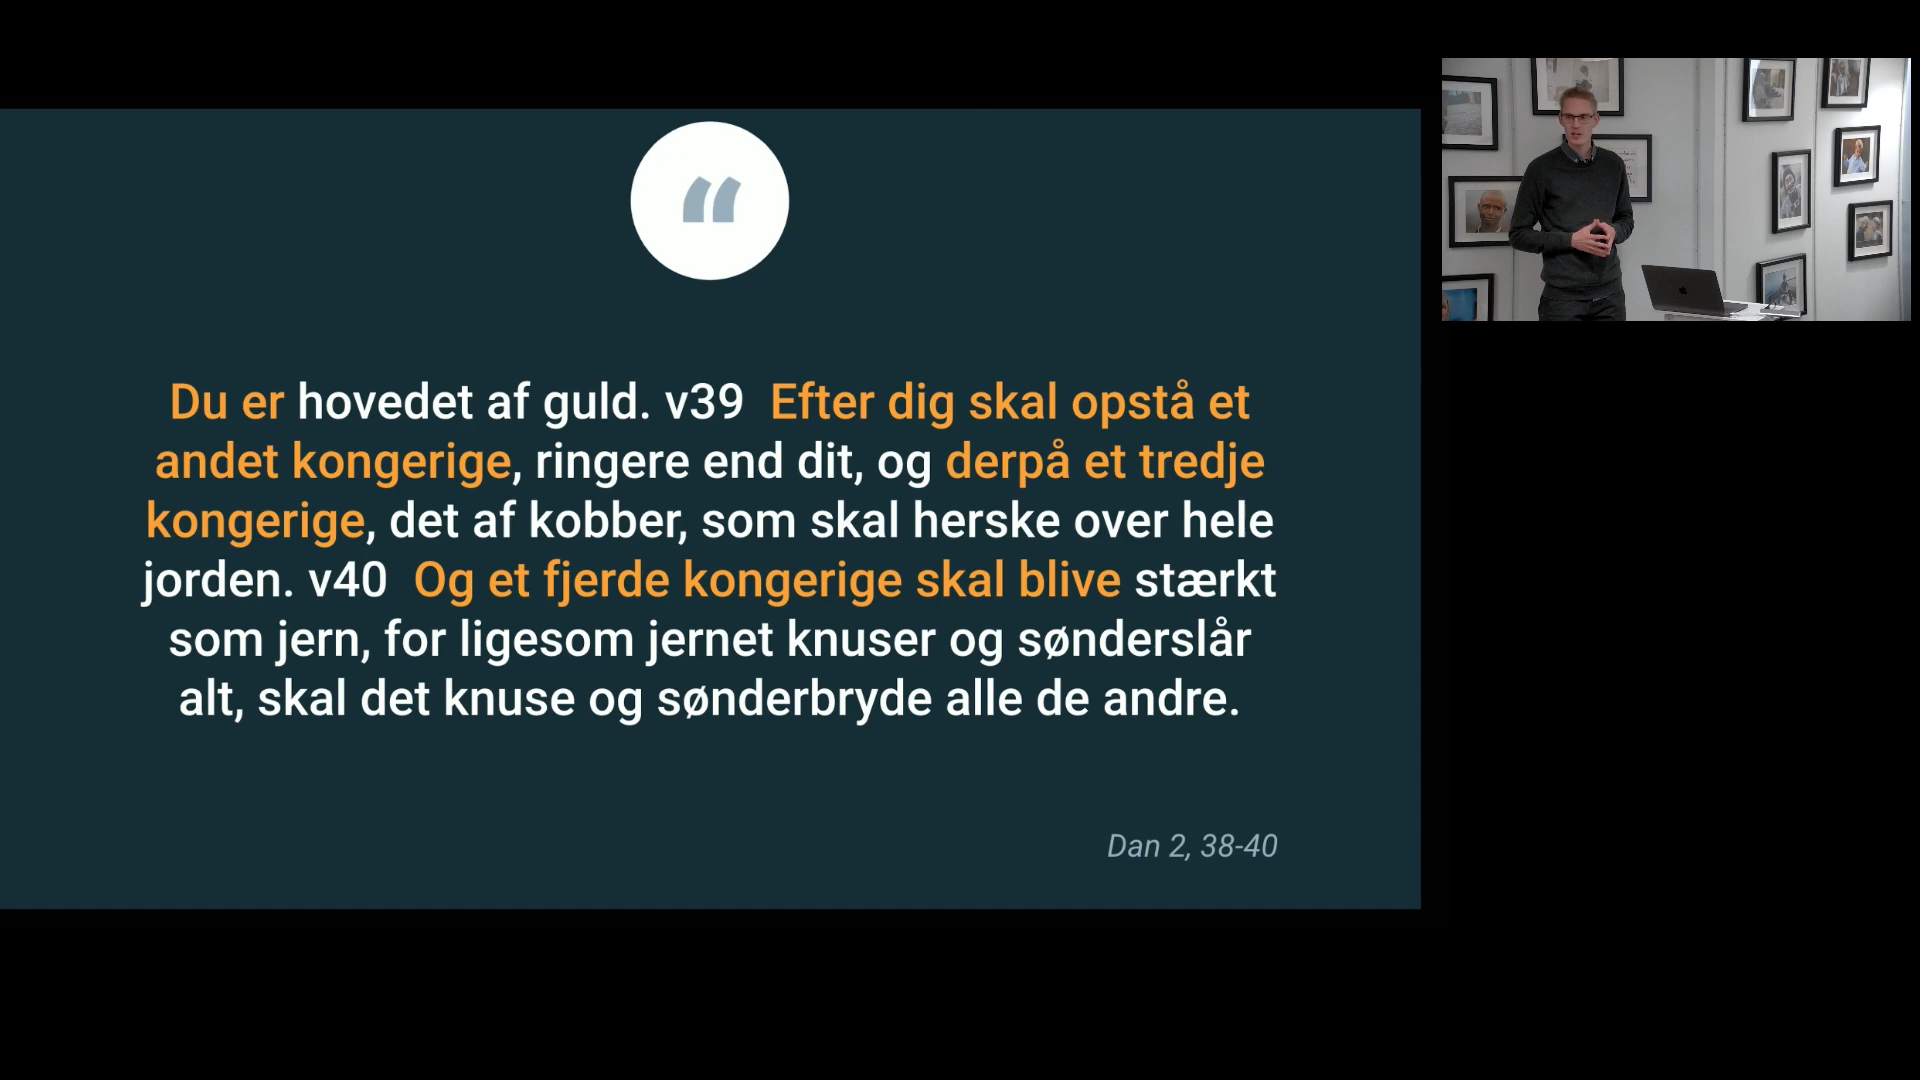 “
Du er hovedet af guld. v39 Efter dig skal opstå et
andet kongerige, ringere end dit, og derpå et tredje
kongerige, det af kobber, som skal herske over hele
jorden. v40 Og et fjerde kongerige skal blive stærkt
som jern, for ligesom jernet knuser og sønderslår
alt, skal det knuse og sønderbryde alle de andre.
Dan 2, 38-40